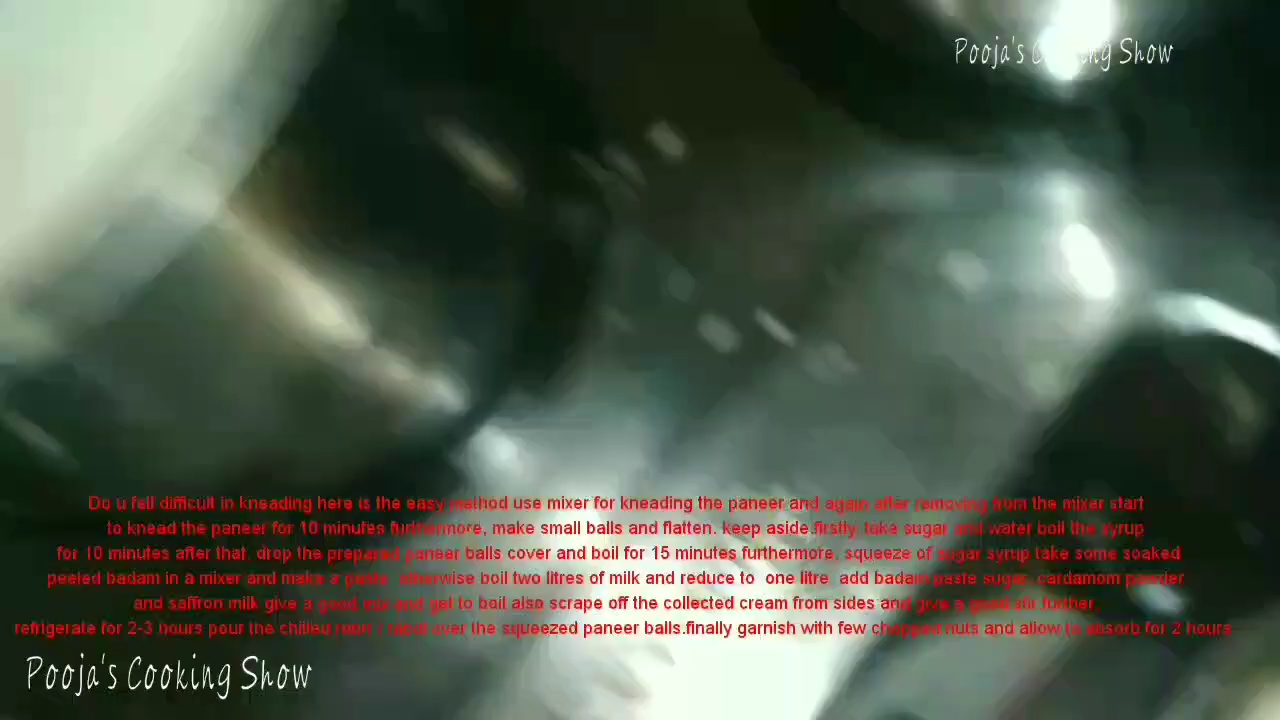 Pooja's Cooking Show
Do u fell difficult in kneading here is the easy method use mixer for kneading the paneer and again after removing from the mixer start
to knead the paneer for 10 minutes furthermore, make small balls and flatten. keep aside.firstly take sugar and water boil the syrup
for 10 minutes after that drop the prepared paneer balls cover and boil for 15 minutes furthermore, squeeze of sugar syrup take some soaked
peeled badam in a mixer and make a paste otherwise boil two litres of milk and reduce to one litre add badam paste sugar cardamom powder
and saffron milk give a good mix and get to boil also scrape off the collected cream from sides and give a good stir.further,
refrigerate for 2-3 hours pour the chilled over the squeezed paneer balls.finally garnish with few chopped nuts and allow to absorb for 2 hours
Pooja's Cooking Show